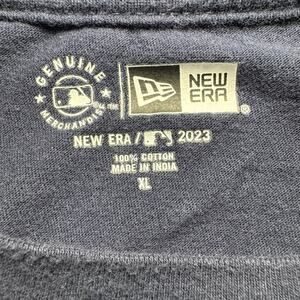 GENUINE
MERCHANDISE
NEW
ERA®
NEW ERA / 2023
100% COTTON
MADE IN INDIA
XL